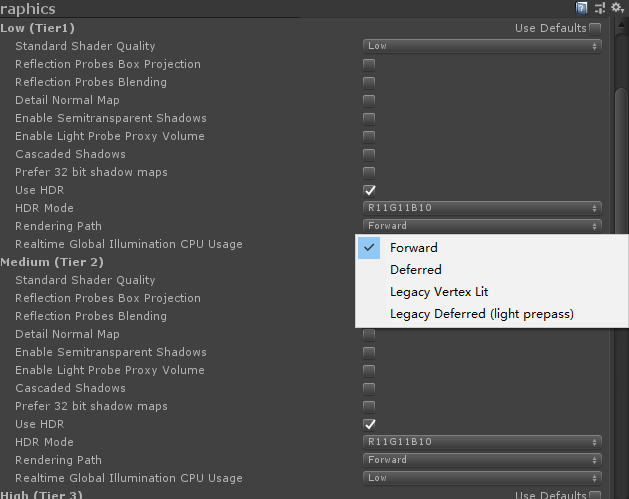 raphics
Low (Tier1) Use Defaults
Standard Shader Quality Low
Reflection Probes Box Projection
Reflection Probes Blending
Detail Normal Map
Enable Semitransparent Shadows
Enable Light Probe Proxy Volume
Cascaded Shadows
Prefer 32 bit shadow maps
Use HDR
HDR Mode R11G11B10
Rendering Path Forward
Realtime Global Illumination CPU Usage
Forward
Deferred
Legacy Vertex Lit
Legacy Deferred (light prepass)
Medium (Tier 2)
Standard Shader Quality
Reflection Probes Box Projection
Reflection Probes Blending
Detail Normal Map
Enable Semitransparent Shadows
Enable Light Probe Proxy Volume
Cascaded Shadows
Prefer 32 bit shadow maps
Use HDR
HDR Mode R11G11B10
Rendering Path Forward
Realtime Global Illumination CPU Usage Low
High (Tier 3) Use Defaults